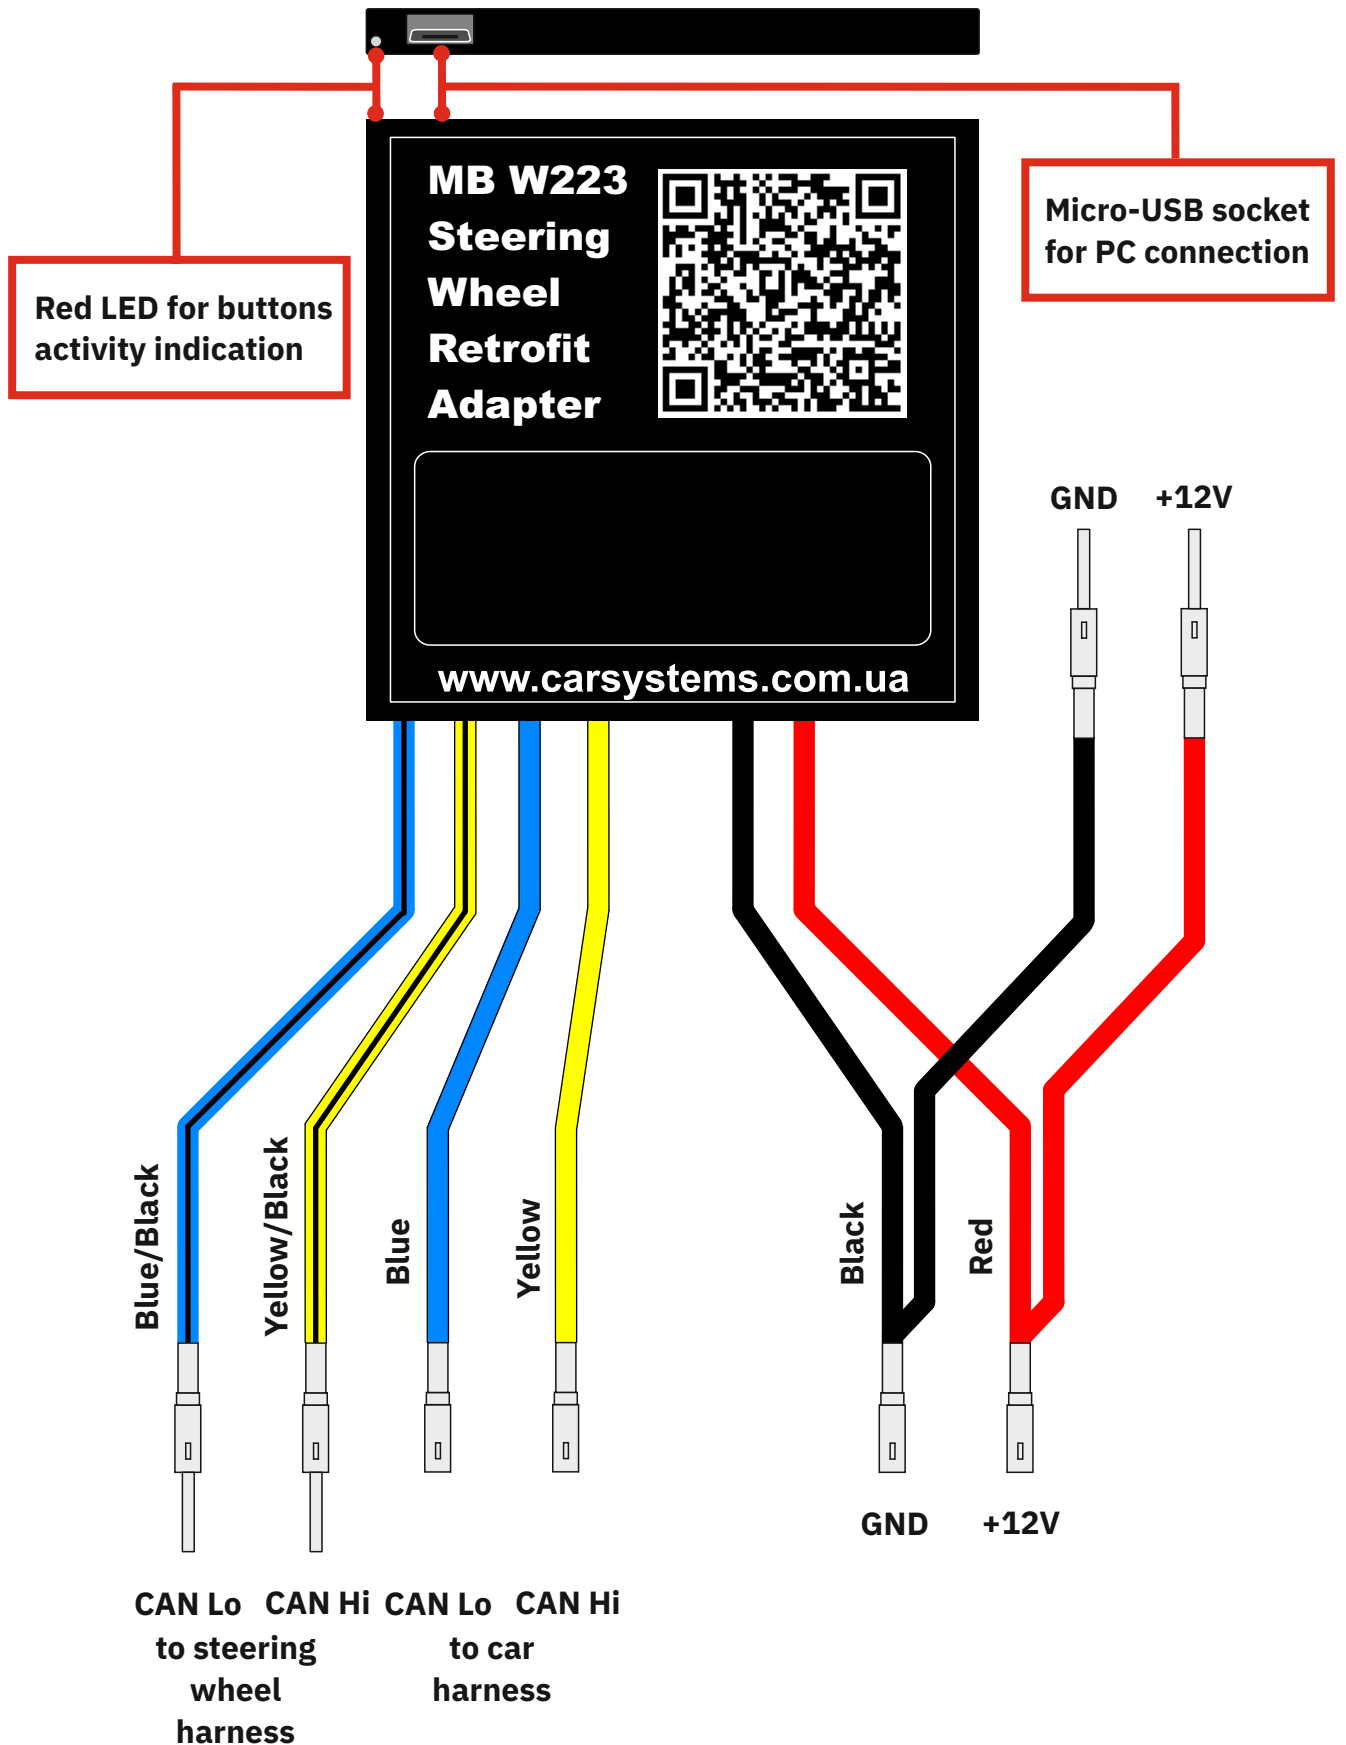 MB W223
Steering
Wheel
Retrofit
Adapter
Micro-USB socket
for PC connection
Red LED for buttons
activity indication
GND
+12V
www.carsystems.com.ua
Blue/Black
Yellow/Black
Blue
Yellow
Black
Red
GND
+12V
CAN Lo
CAN Hi
to steering
wheel
harness
CAN Lo
CAN Hi
to car
harness